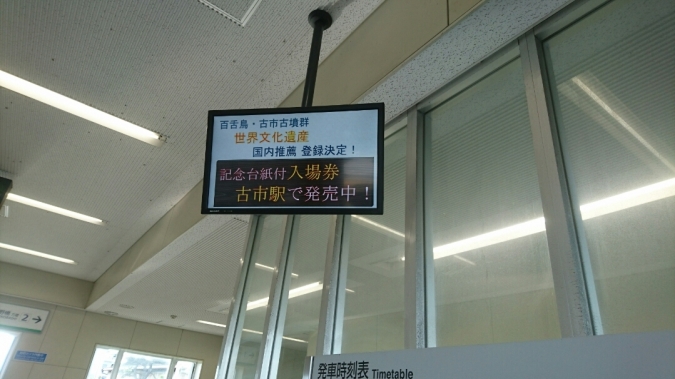 百舌鳥・古市古墳群
世界文化遺産
国内推薦 登録決定!
記念台紙付入場券
古市駅で発売中!
2→
発車時刻表 Timetable